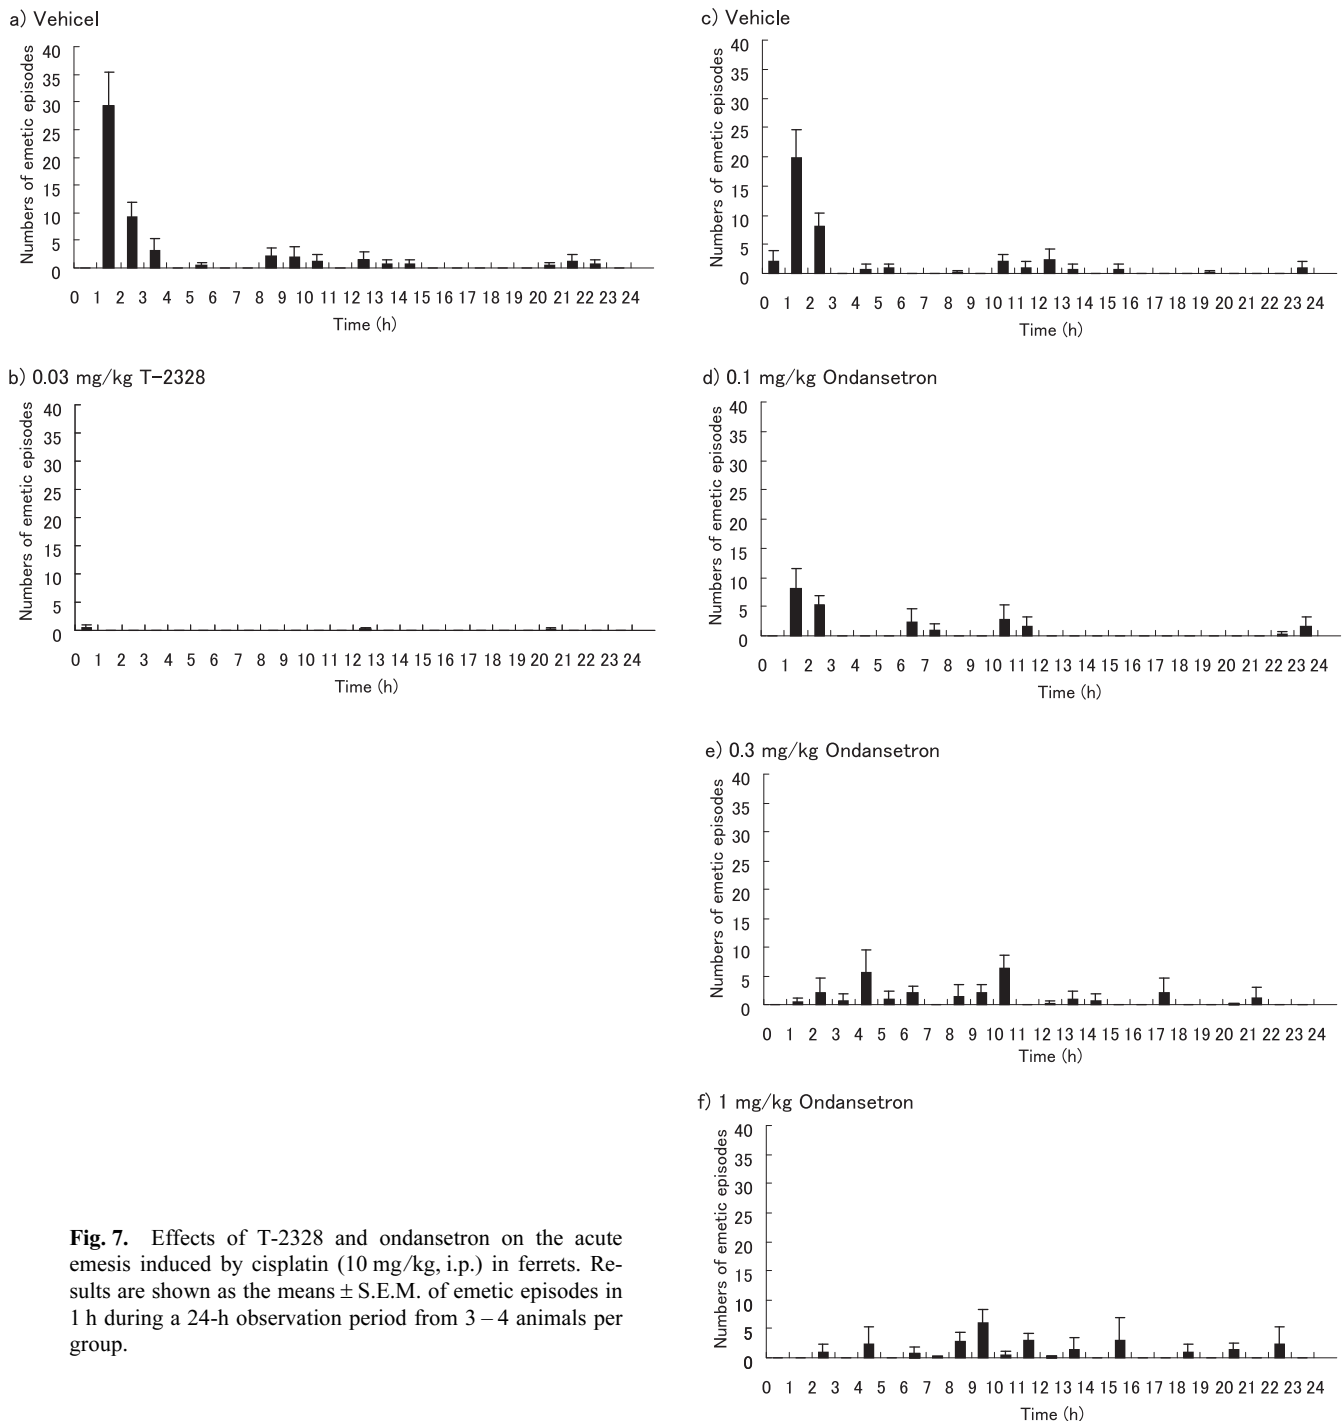 a) Vehicel
Numbers of emetic episodes
40
35
30
25
20
15
10
5
0
0 1 2 3 4 5 6 7 8 9 10 11 12 13 14 15 16 17 18 19 20 21 22 23 24
Time (h)
b) 0.03 mg/kg T-2328
Numbers of emetic episodes
40
35
30
25
20
15
10
5
0
0 1 2 3 4 5 6 7 8 9 10 11 12 13 14 15 16 17 18 19 20 21 22 23 24
Time (h)
c) Vehicle
Numbers of emetic episodes
40
35
30
25
20
15
10
5
0
0 1 2 3 4 5 6 7 8 9 10 11 12 13 14 15 16 17 18 19 20 21 22 23 24
Time (h)
d) 0.1 mg/kg Ondansetron
Numbers of emetic episodes
40
35
30
25
20
15
10
5
0
0 1 2 3 4 5 6 7 8 9 10 11 12 13 14 15 16 17 18 19 20 21 22 23 24
Time (h)
e) 0.3 mg/kg Ondansetron
Numbers of emetic episodes
40
35
30
25
20
15
10
5
0
0 1 2 3 4 5 6 7 8 9 10 11 12 13 14 15 16 17 18 19 20 21 22 23 24
Time (h)
f) 1 mg/kg Ondansetron
Numbers of emetic episodes
40
35
30
25
20
15
10
5
0
0 1 2 3 4 5 6 7 8 9 10 11 12 13 14 15 16 17 18 19 20 21 22 23 24
Time (h)
Fig. 7. Effects of T-2328 and ondansetron on the acute
emesis induced by cisplatin (10 mg/kg, i.p.) in ferrets. Re-
sults are shown as the means ± S.E.M. of emetic episodes in
1 h during a 24-h observation period from 3 – 4 animals per
group.